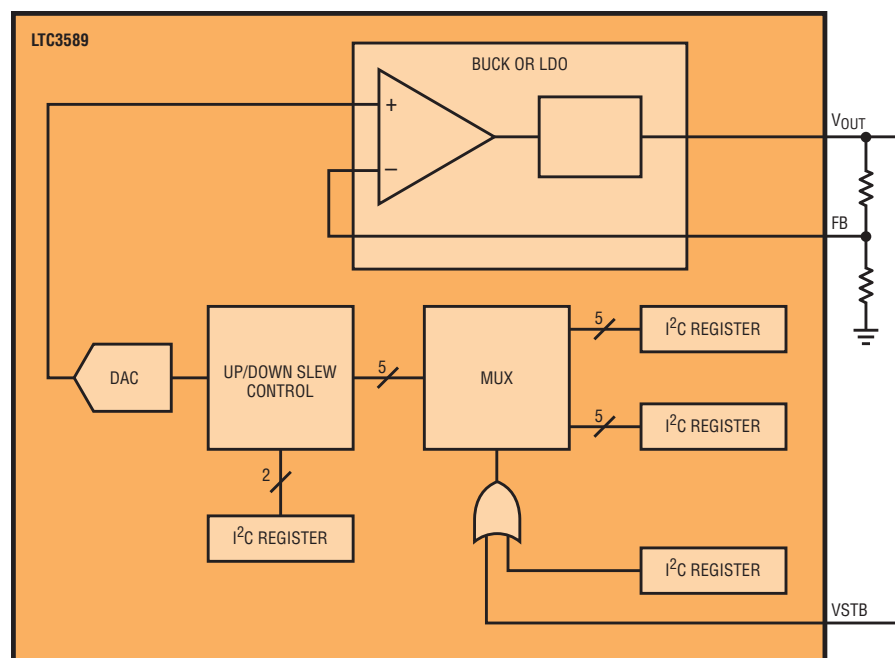 LTC3589
BUCK OR LDO
+
−
VOUT
FB
DAC
UP/DOWN SLEW
CONTROL
5
MUX
5
I²C REGISTER
5
I²C REGISTER
2
I²C REGISTER
I²C REGISTER
VSTB